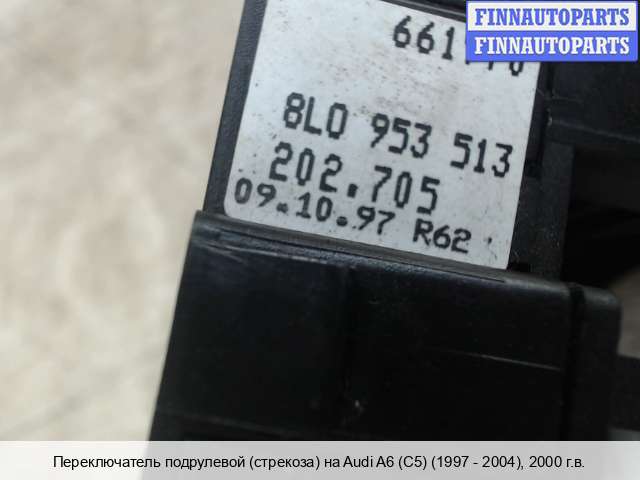 FINNAUTOPARTS
FINNAUTOPARTS
8L0 953 513
202.705
09.10.97 R62
Переключатель подрулевой (стрекоза) на Audi A6 (C5) (1997 - 2004), 2000 г.в.